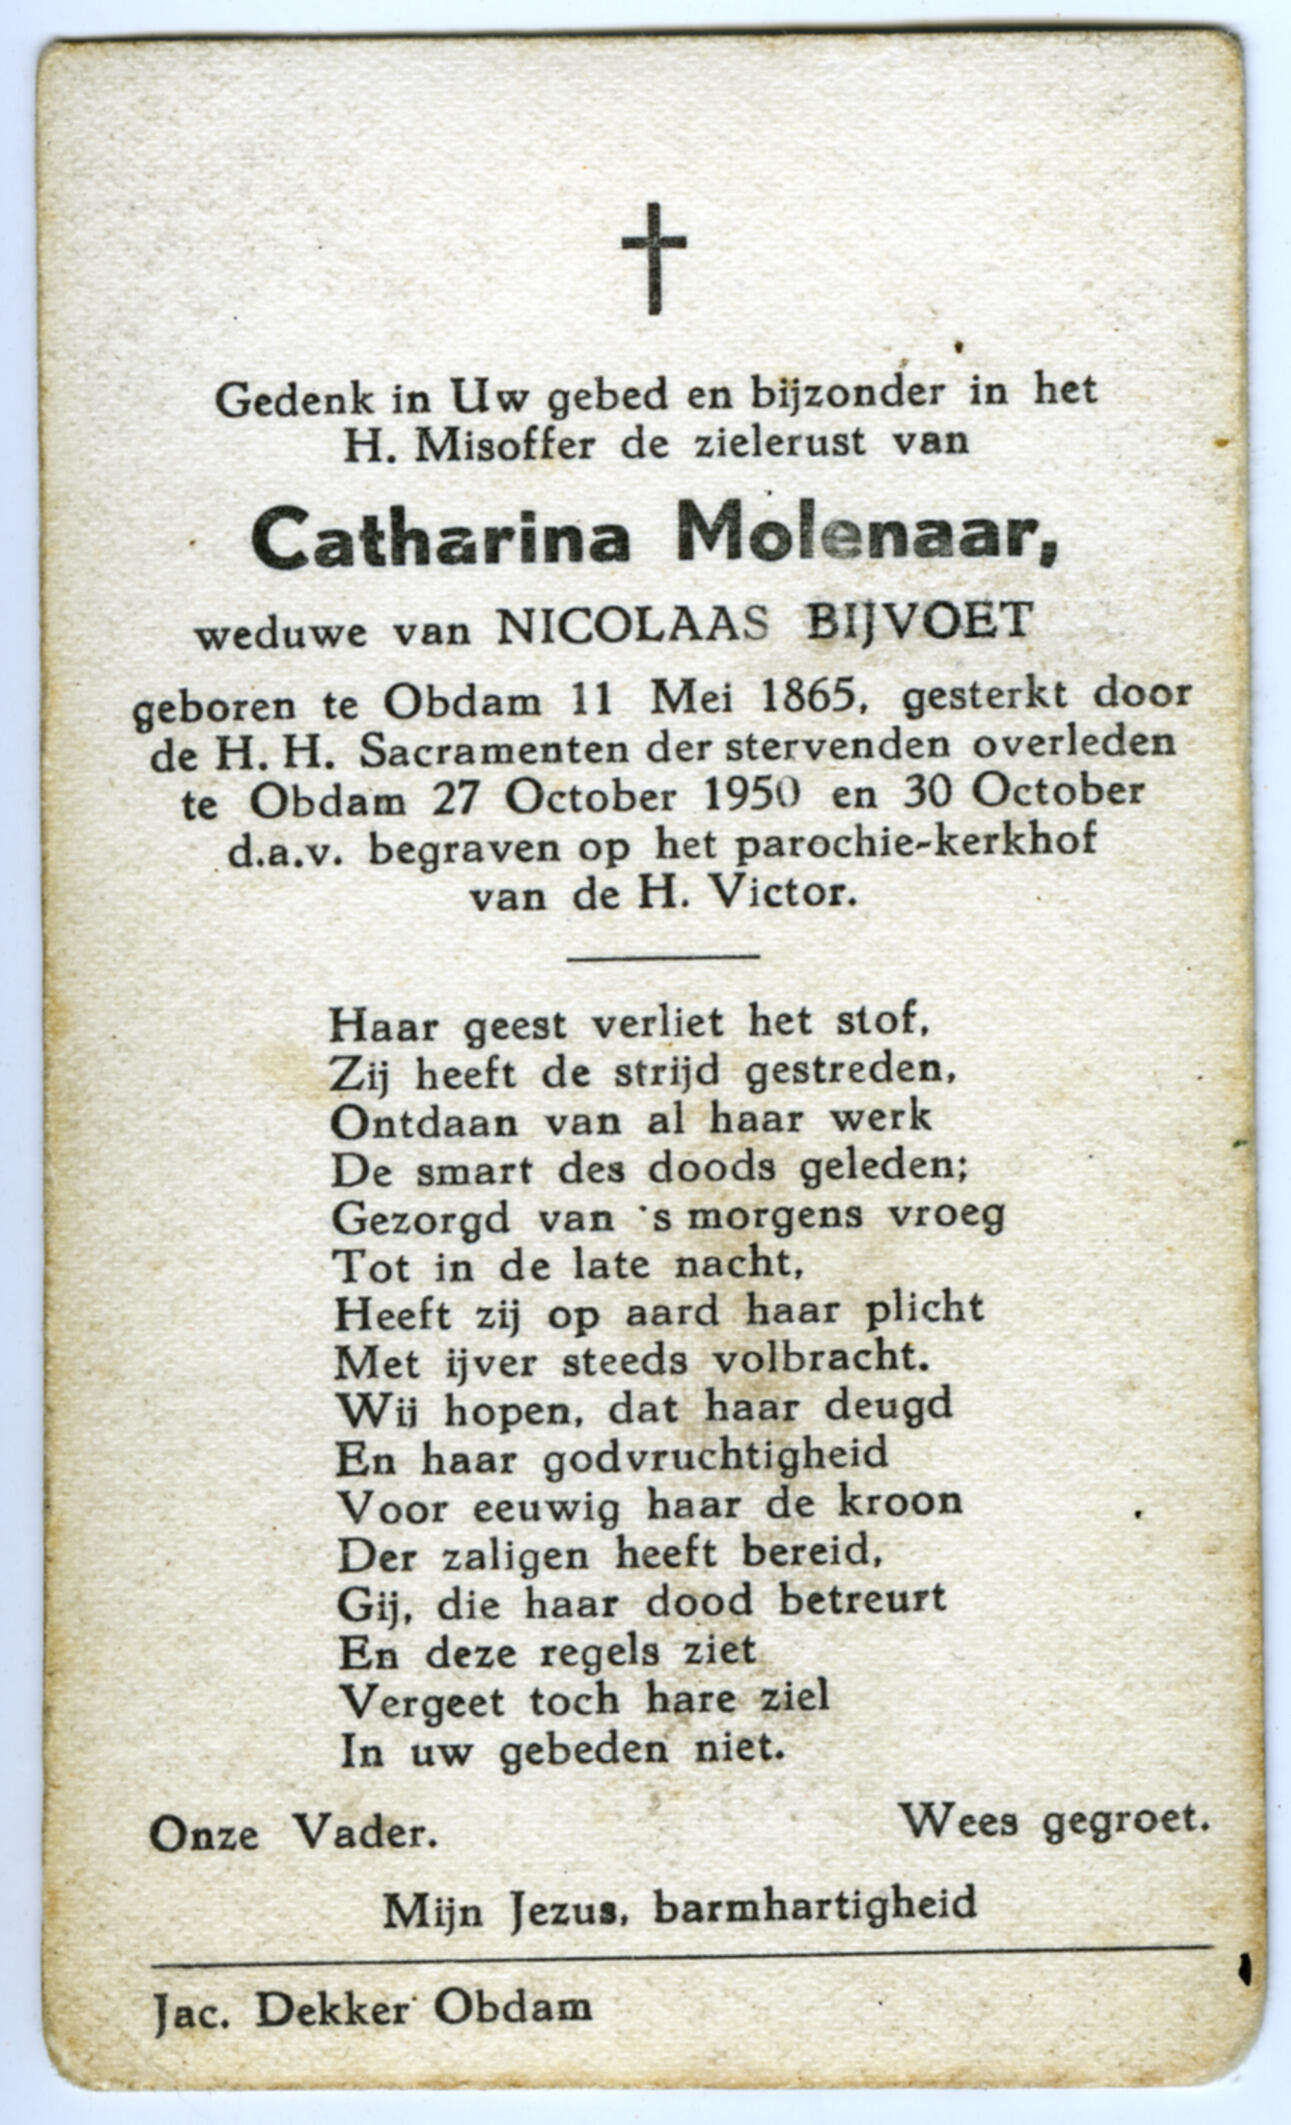 Gedenk in Uw gebed en bijzonder in het
H. Misoffer de zielerust van
Catharina Molenaar,
weduwe van NICOLAAS BIJVOET
geboren te Obdam 11 Mei 1865, gesterkt door
de H. H. Sacramenten der stervenden overleden
te Obdam 27 October 1950 en 30 October
d.a.v. begraven op het parochie-kerkhof
van de H. Victor.
Haar geest verliet het stof,
Zij heeft de strijd gestreden,
Ontdaan van al haar werk
De smart des doods geleden;
Gezorgd van 's morgens vroeg
Tot in de late nacht,
Heeft zij op aard haar plicht
Met ijver steeds volbracht.
Wij hopen, dat haar deugd
En haar godvruchtigheid
Voor eeuwig haar de kroon
Der zaligen heeft bereid,
Gij, die haar dood betreurt
En deze regels ziet
Vergeet toch hare ziel
In uw gebeden niet.
Onze Vader. Wees gegroet.
Mijn Jezus, barmhartigheid
Jac. Dekker Obdam